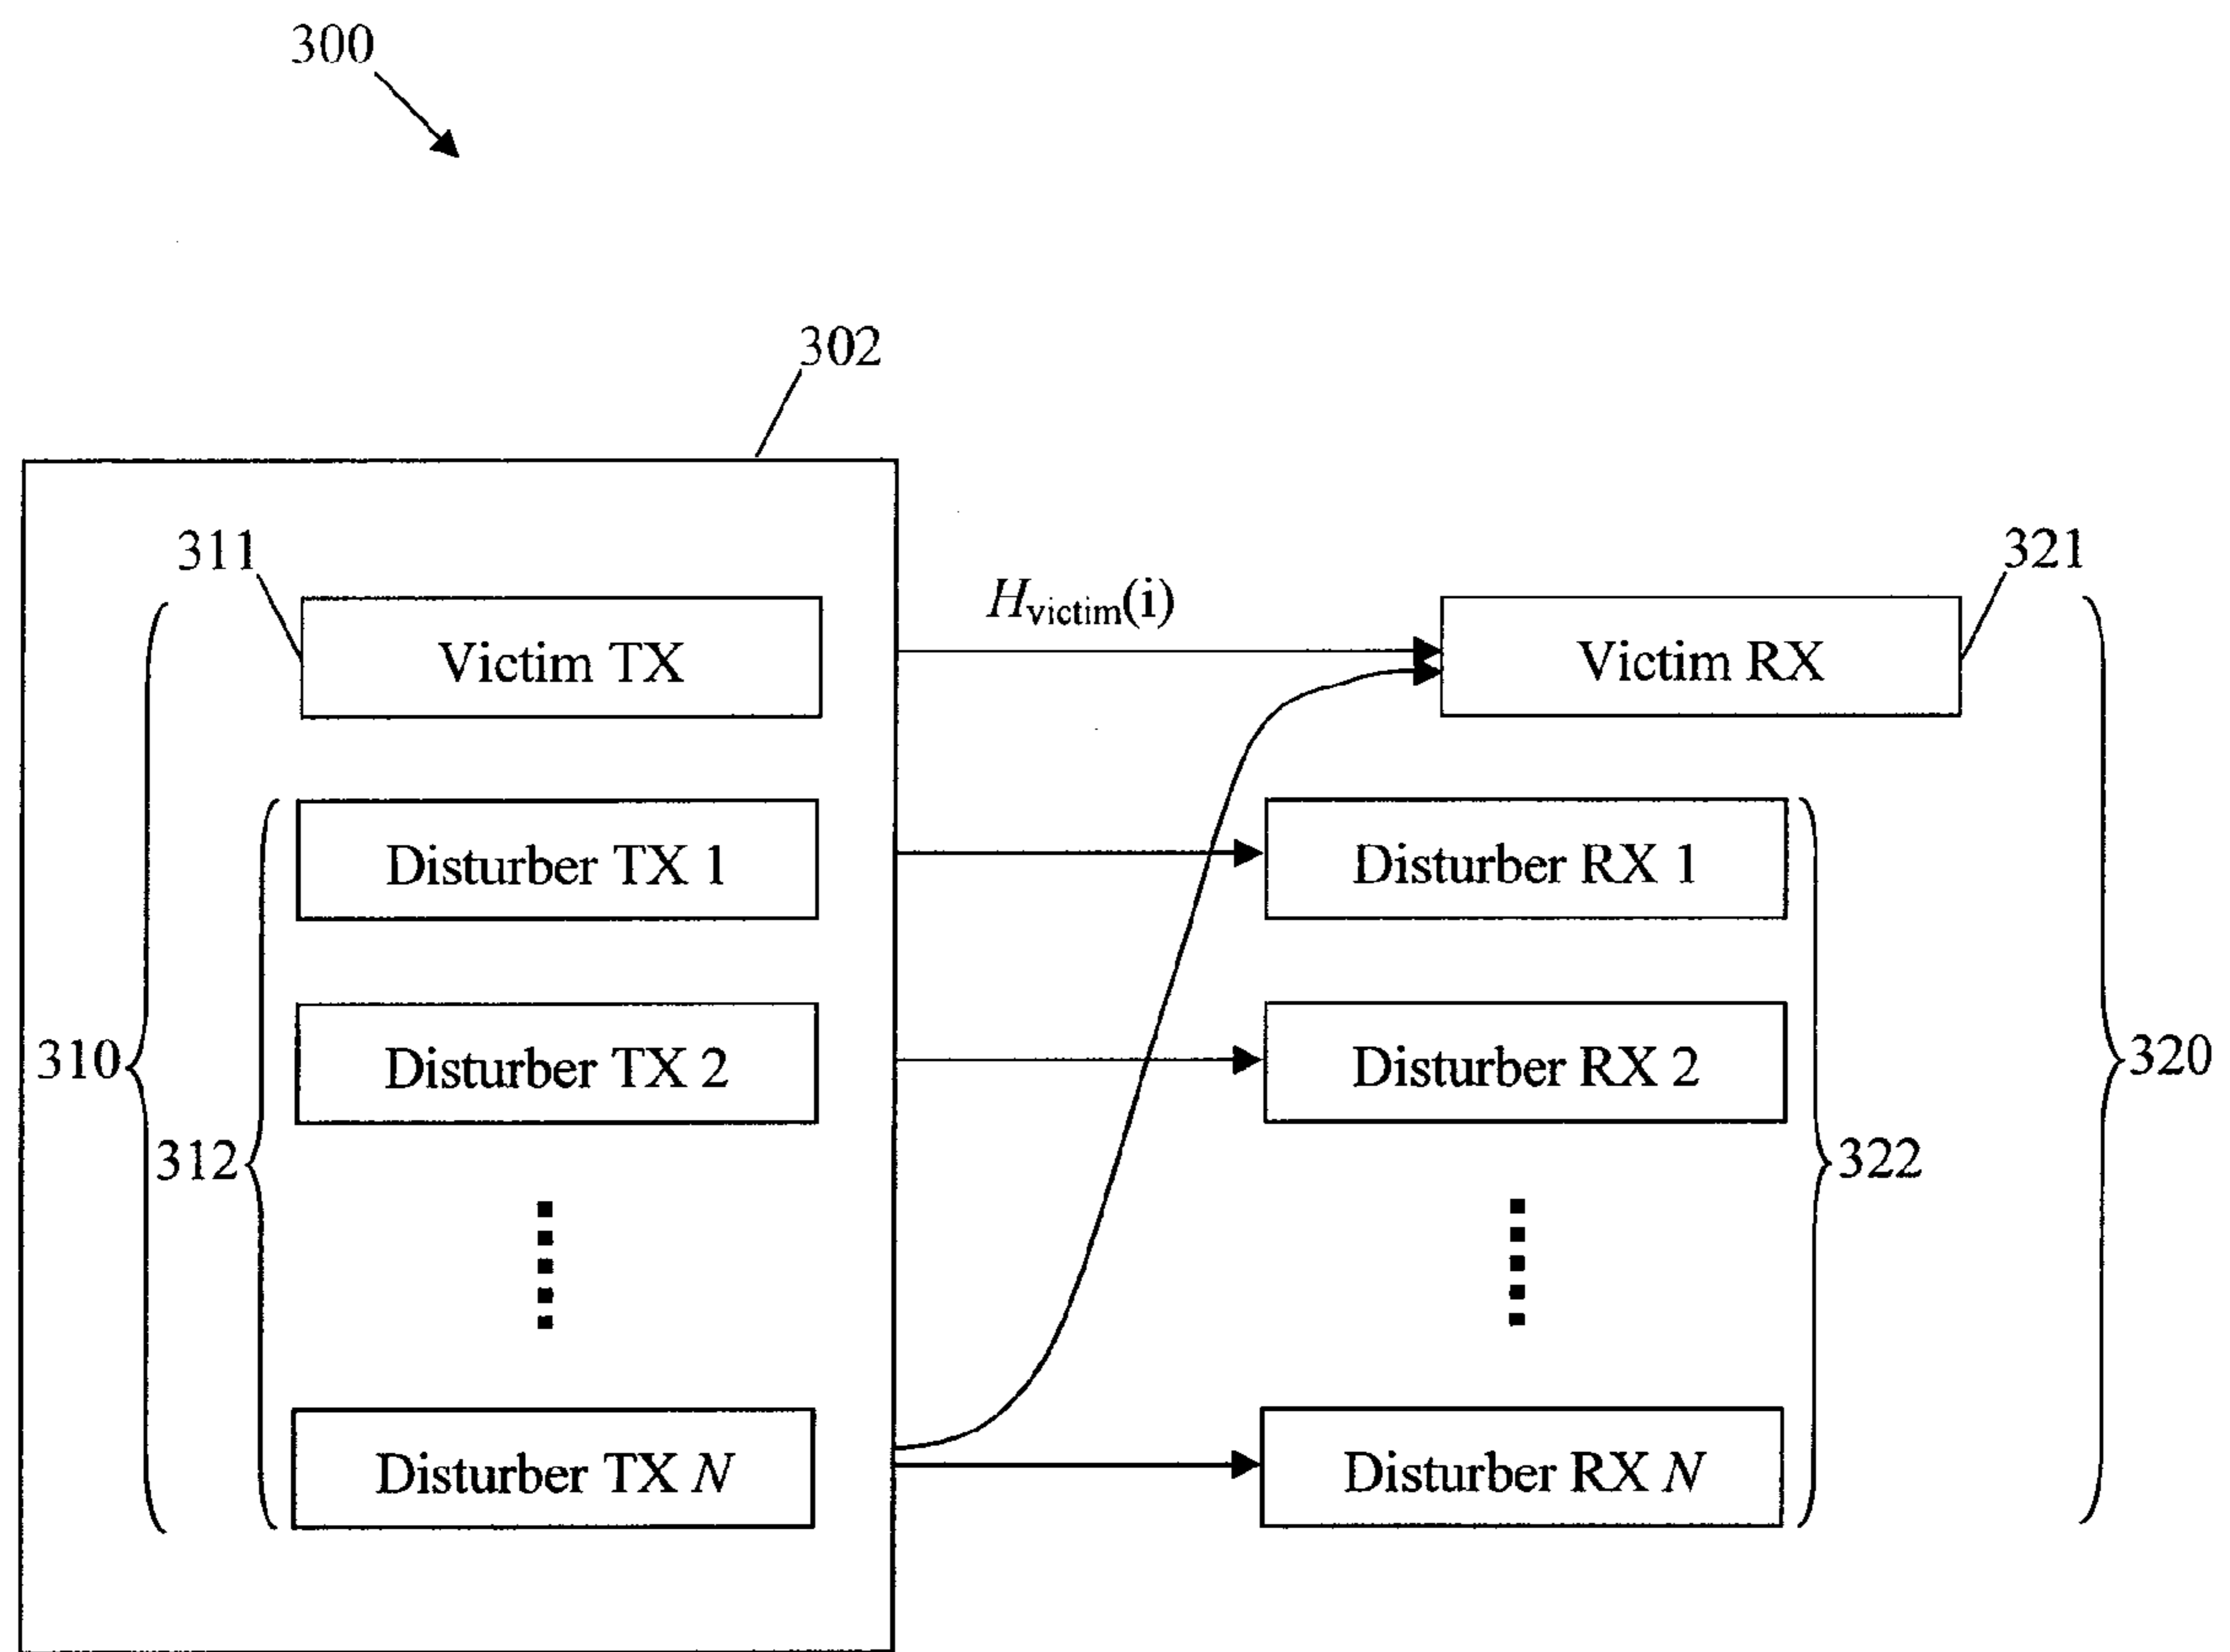 300
302
311
321
H_victim(i)
Victim TX
Victim RX
Disturber TX 1
Disturber RX 1
310
Disturber TX 2
Disturber RX 2
320
312
322
Disturber TX N
Disturber RX N